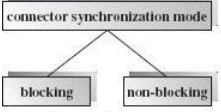 connector synchronization mode
blocking
non-blocking